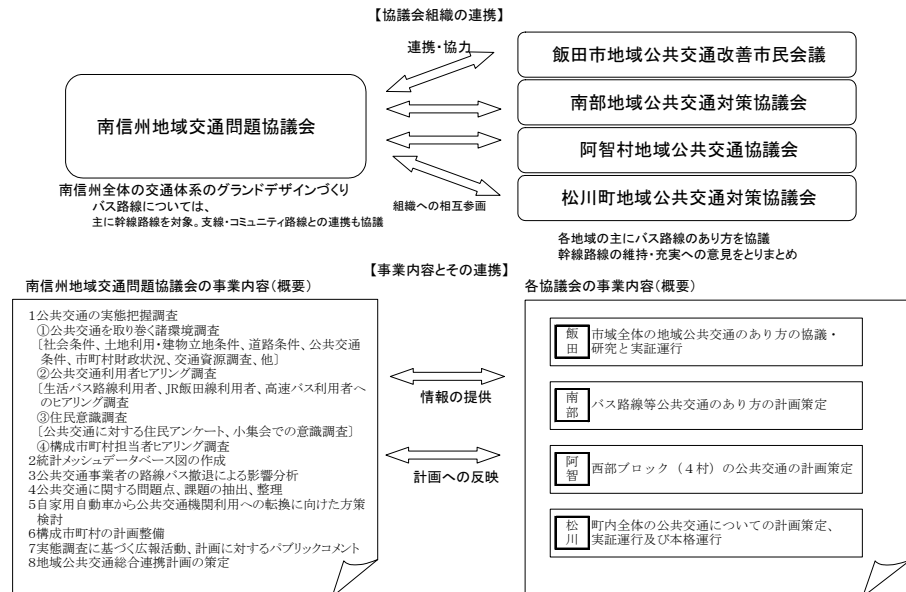 【協議会組織の連携】
連携・協力
南信州地域交通問題協議会
南信州全体の交通体系のグランドデザインづくり
バス路線については、
主に幹線路線を対象。支線・コミュニティ路線との連携も協議
組織への相互参画
飯田市地域公共交通改善市民会議
南部地域公共交通対策協議会
阿智村地域公共交通協議会
松川町地域公共交通対策協議会
各地域の主にバス路線のあり方を協議
幹線路線の維持・充実への意見をとりまとめ
【事業内容とその連携】
南信州地域交通問題協議会の事業内容(概要)
1公共交通の実態把握調査
①公共交通を取り巻く諸環境調査
[社会条件、土地利用・建物立地条件、道路条件、公共交通
条件、市町村財政状況、交通資源調査、他]
②公共交通利用者ヒアリング調査
[生活バス路線利用者、JR飯田線利用者、高速バス利用者へ
のヒアリング調査
③住民意識調査
[公共交通に対する住民アンケート、小集会での意識調査]
④構成市町村担当者ヒアリング調査
2統計メッシュデータベース図の作成
3公共交通事業者の路線バス撤退による影響分析
4公共交通に関する問題点、課題の抽出、整理
5自家用自動車から公共交通機関利用への転換に向けた方策
検討
6構成市町村の計画整備
7実態調査に基づく広報活動、計画に対するパブリックコメント
8地域公共交通総合連携計画の策定
情報の提供
計画への反映
各協議会の事業内容(概要)
飯田
市域全体の地域公共交通のあり方の協議・
研究と実証運行
南部
バス路線等公共交通のあり方の計画策定
阿智
西部ブロック(4村)の公共交通の計画策定
松川
町内全体の公共交通についての計画策定、
実証運行及び本格運行